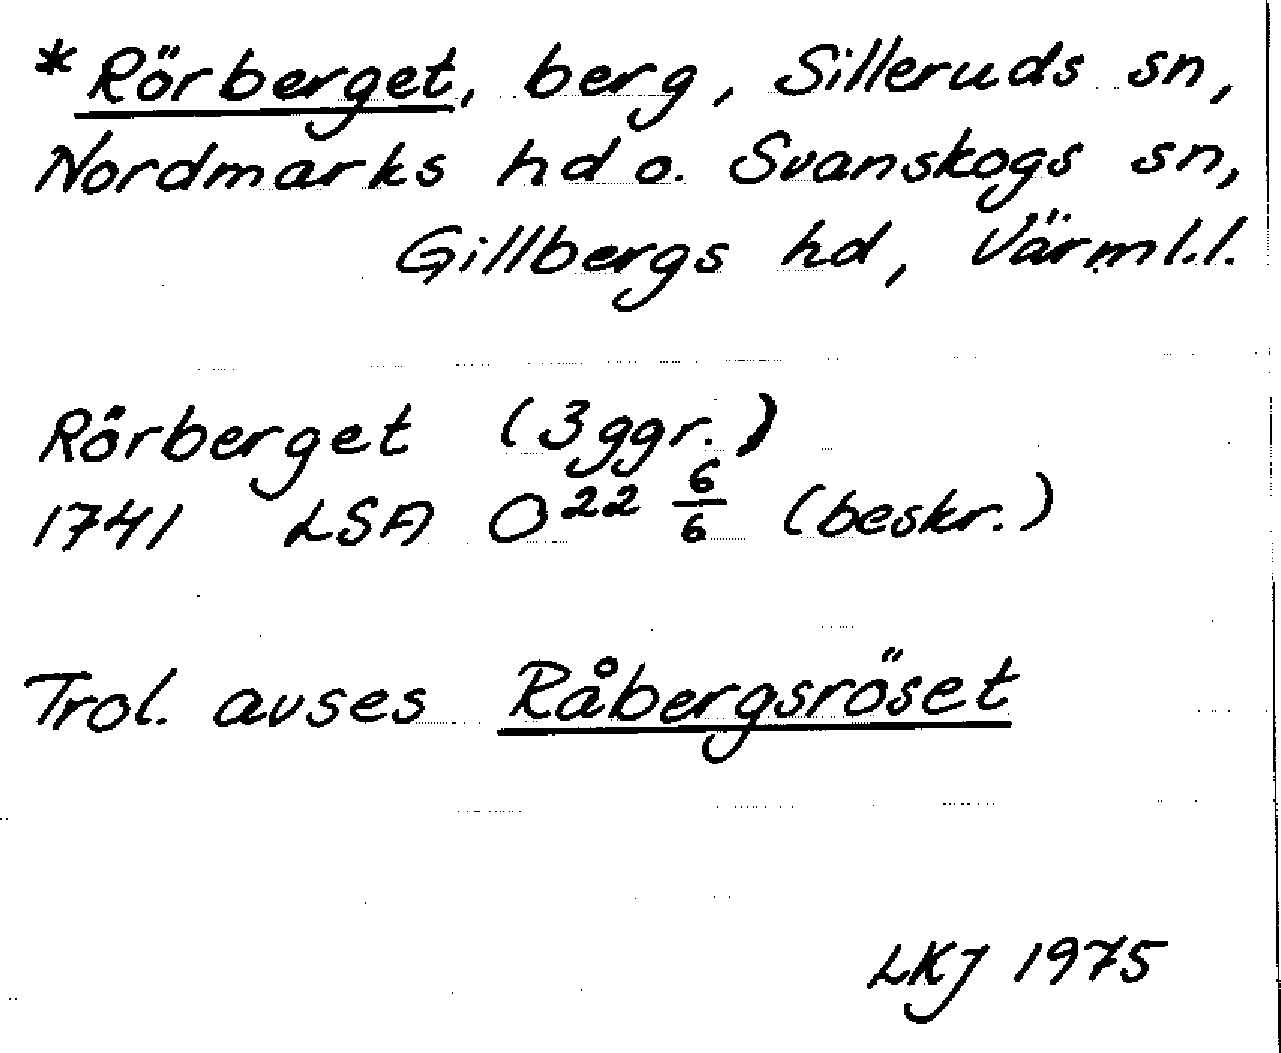 * Rörberget, berg, Silleruds sn,
Nordmarks hd o. Svanskogs sn,
Gillbergs hd, Värml.l.
Rörberget (3ggr.)
1741 LSA O²² 6/6 (beskr.)
Trol. avses Råbergsröset
LKJ 1975